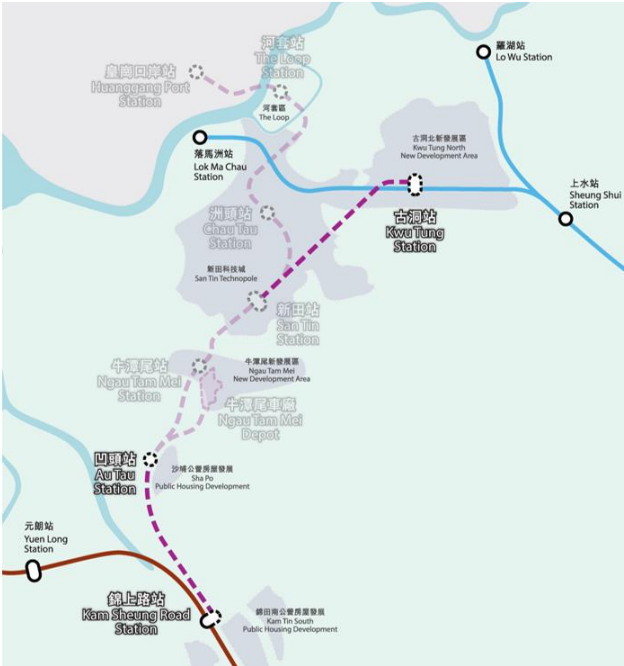 羅湖站
Lo Wu Station
河套站
The Loop
Station
皇崗口岸站
Huanggang Port
Station
河套區
The Loop
落馬洲站
Lok Ma Chau
Station
古洞北新發展區
Kwu Tung North
New Development Area
上水站
Sheung Shui
Station
洲頭站
Chau Tau
Station
古洞站
Kwu Tung
Station
新田科技城
San Tin Technopole
新田站
San Tin
Station
牛潭尾站
Ngau Tam Mei
Station
牛潭尾新發展區
Ngau Tam Mei
New Development Area
牛潭尾車廠
Ngau Tam Mei
Depot
凹頭站
Au Tau
Station
沙埔公營房屋發展
Sha Po
Public Housing Development
元朗站
Yuen Long
Station
錦上路站
Kam Sheung Road
Station
錦田南公營房屋發展
Kam Tin South
Public Housing Development